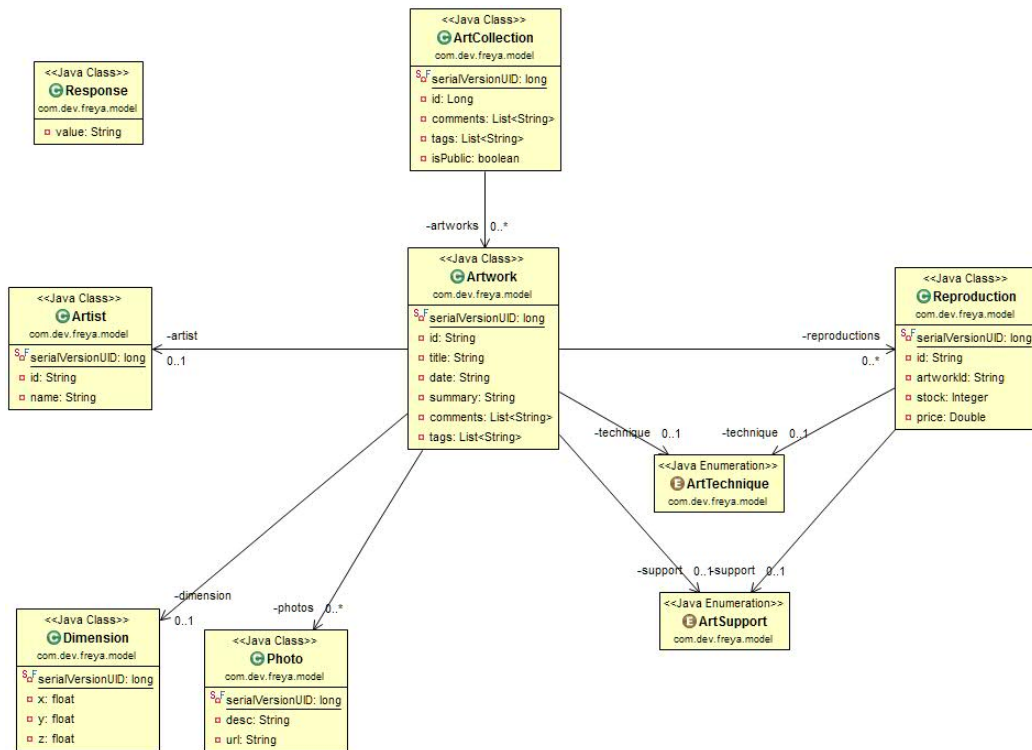 <<Java Class>>
ArtCollection
com.dev.freya.model
serialVersionUID: long
id: Long
comments: List<String>
tags: List<String>
isPublic: boolean
<<Java Class>>
Response
com.dev.freya.model
value: String
-artworks 0..*
<<Java Class>>
Artwork
com.dev.freya.model
serialVersionUID: long
id: String
title: String
date: String
summary: String
comments: List<String>
tags: List<String>
<<Java Class>>
Artist
com.dev.freya.model
serialVersionUID: long
id: String
name: String
-artist
0..1
-reproductions
0..*
<<Java Class>>
Reproduction
com.dev.freya.model
serialVersionUID: long
id: String
artworkId: String
stock: Integer
price: Double
-technique 0..1
-technique 0..1
<<Java Enumeration>>
ArtTechnique
com.dev.freya.model
-support 0..1
-support 0..1
<<Java Enumeration>>
ArtSupport
com.dev.freya.model
-dimension
0..1
-photos 0..*
<<Java Class>>
Dimension
com.dev.freya.model
serialVersionUID: long
x: float
y: float
z: float
<<Java Class>>
Photo
com.dev.freya.model
serialVersionUID: long
desc: String
url: String